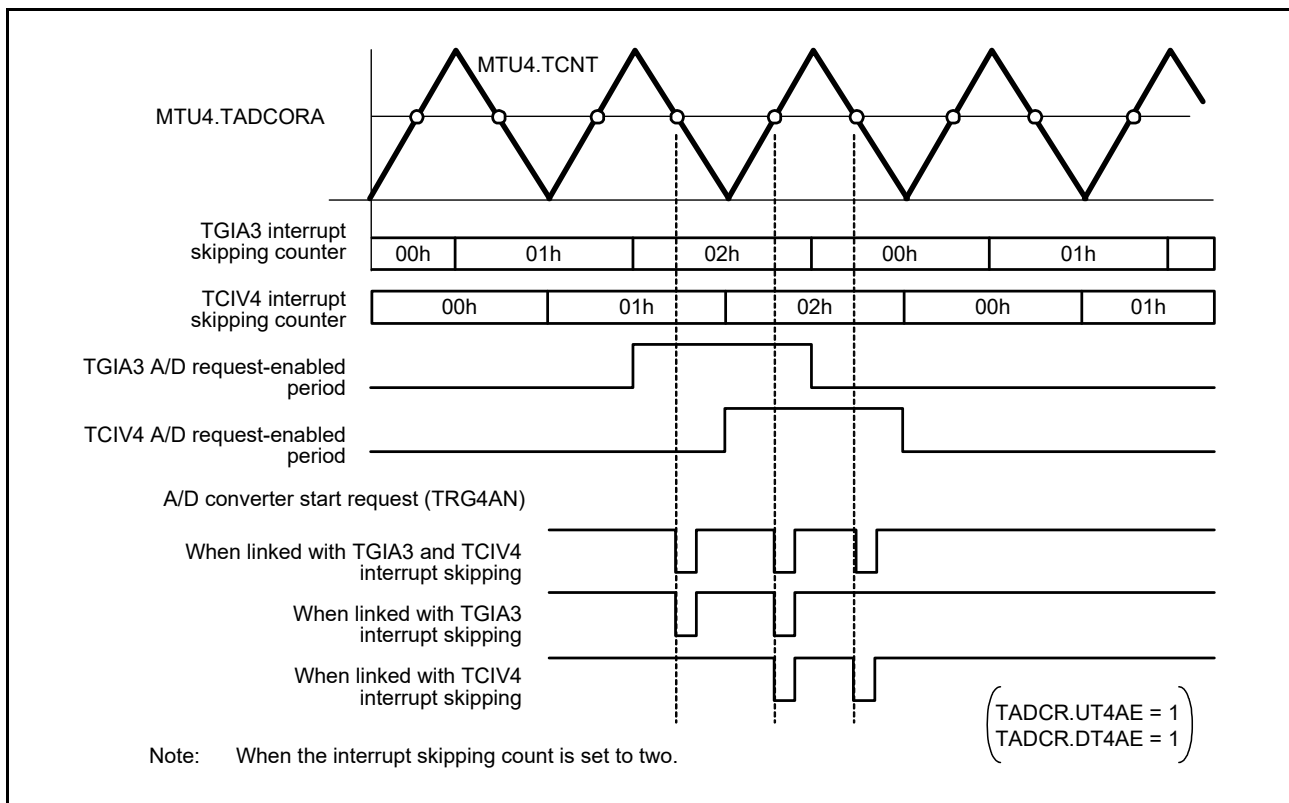 MTU4.TCNT
MTU4.TADCORA
TGIA3 interrupt
skipping counter
00h 01h 02h 00h 01h
TCIV4 interrupt
skipping counter
00h 01h 02h 00h 01h
TGIA3 A/D request-enabled
period
TCIV4 A/D request-enabled
period
A/D converter start request (TRG4AN)
When linked with TGIA3 and TCIV4
interrupt skipping
When linked with TGIA3
interrupt skipping
When linked with TCIV4
interrupt skipping
TADCR.UT4AE = 1
TADCR.DT4AE = 1
Note: When the interrupt skipping count is set to two.